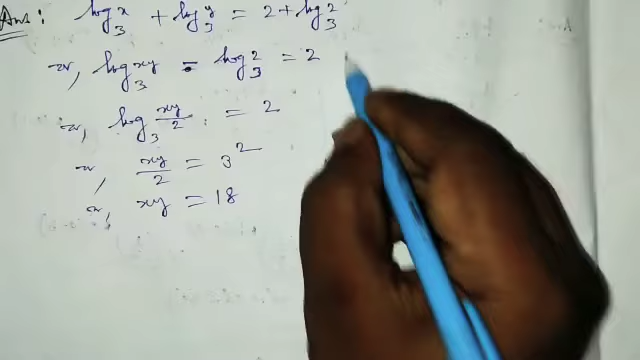 Ans: log₃x + log₃y = 2 + log₃2
or, log₃xy - log₃2 = 2
or, log₃ xy/2 = 2
or, xy/2 = 3²
or, xy = 18